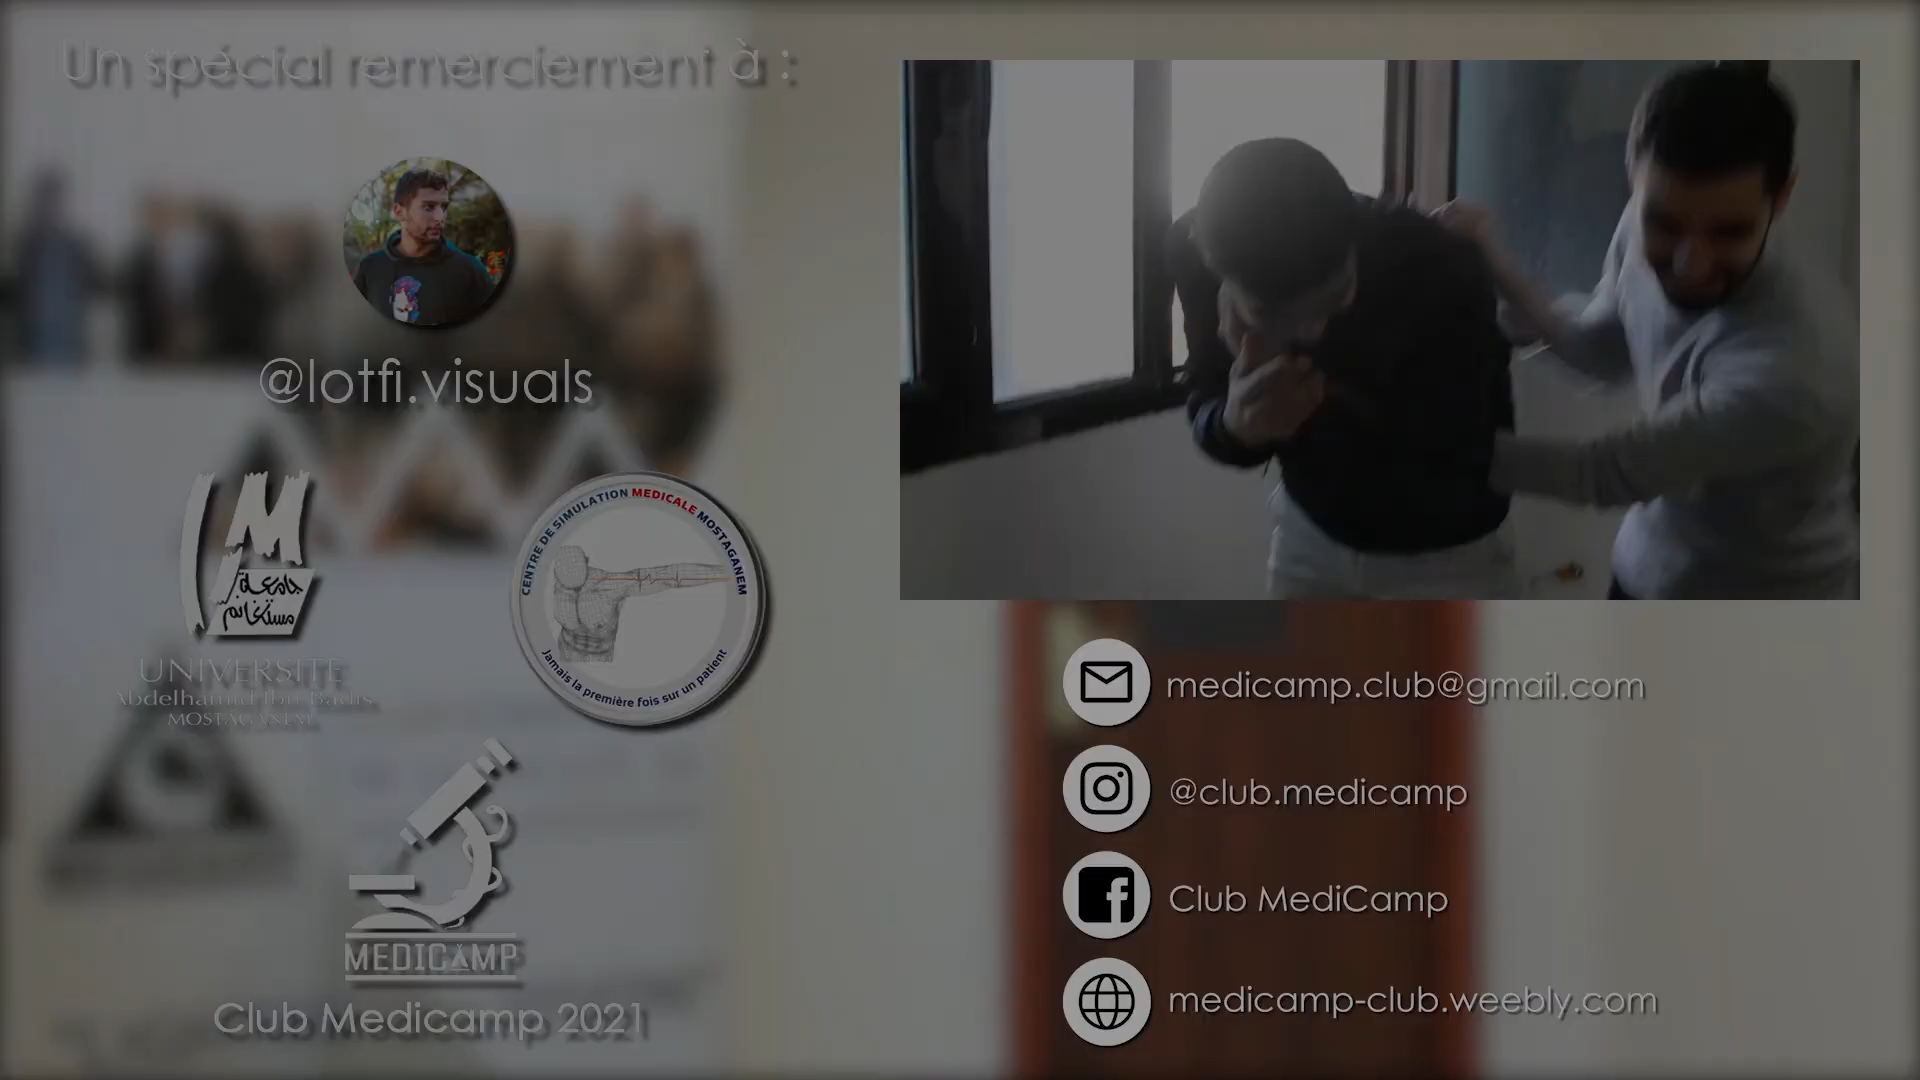 Un spécial remerciement à :
@lotfi.visuals
جامعة
مستغانم
UNIVERSITE
Abdelhamid Ibn Badis
MOSTAGANEM
CENTRE DE SIMULATION MEDICALE MOSTAGANEM
Jamais la première fois sur un patient
MEDICAMP
Club Medicamp 2021
medicamp.club@gmail.com
@club.medicamp
Club MediCamp
medicamp-club.weebly.com